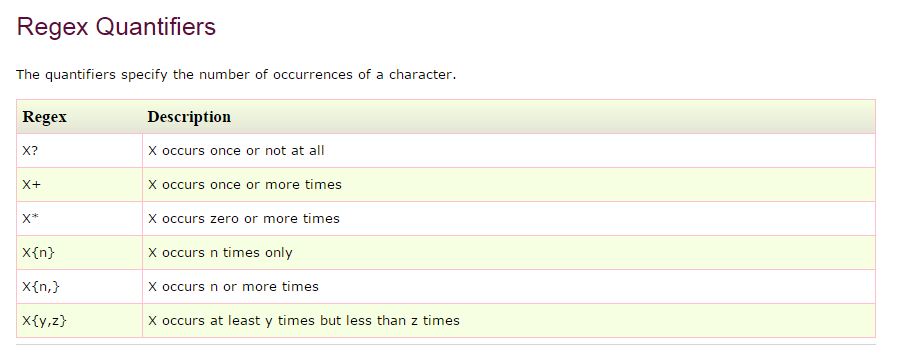 Regex Quantifiers
The quantifiers specify the number of occurrences of a character.
Regex Description
X? X occurs once or not at all
X+ X occurs once or more times
X* X occurs zero or more times
X{n} X occurs n times only
X{n,} X occurs n or more times
X{y,z} X occurs at least y times but less than z times